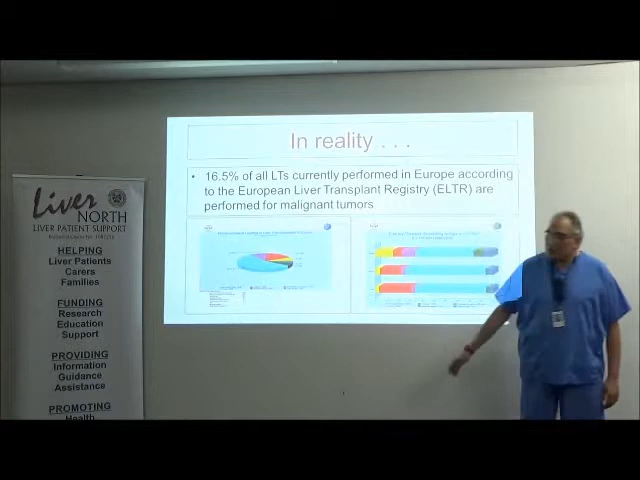 In reality . . .
• 16.5% of all LTs currently performed in Europe according
to the European Liver Transplant Registry (ELTR) are
performed for malignant tumors
Liver
NORTH
LIVER PATIENT SUPPORT
HELPING
Liver Patients
Carers
Families
FUNDING
Research
Education
Support
PROVIDING
Information
Guidance
Assistance
PROMOTING
Health